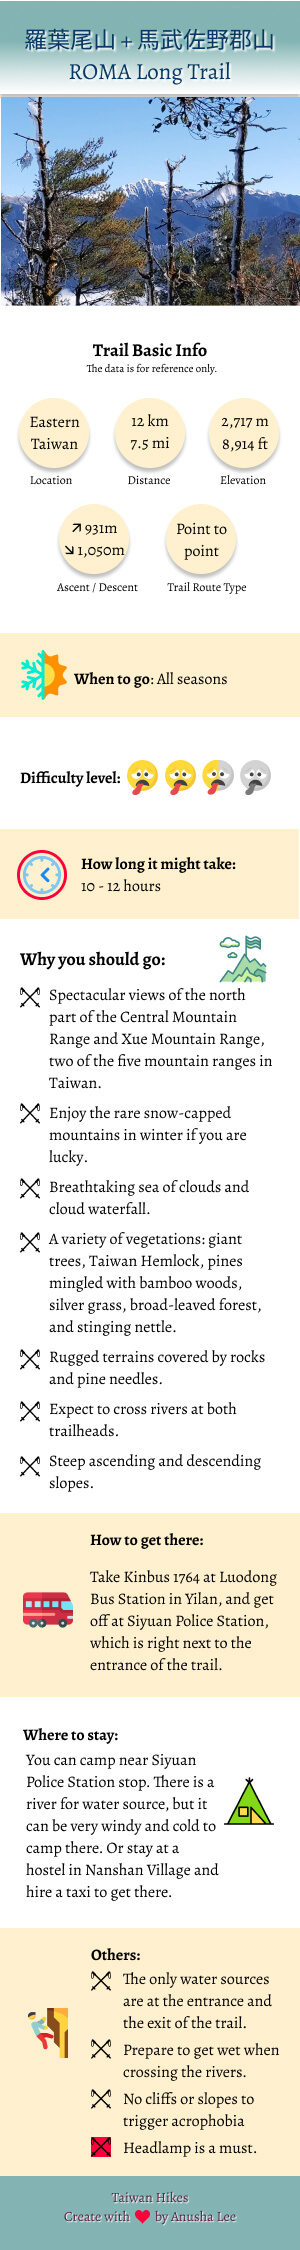 羅葉尾山 + 馬武佐野郡山
ROMA Long Trail
Trail Basic Info
The data is for reference only.
Eastern
Taiwan
Location
12 km
7.5 mi
Distance
2,717 m
8,914 ft
Elevation
↗ 931m
↘ 1,050m
Ascent / Descent
Point to
point
Trail Route Type
When to go: All seasons
Difficulty level:
How long it might take:
10 - 12 hours
Why you should go:
Spectacular views of the north
part of the Central Mountain
Range and Xue Mountain Range,
two of the five mountain ranges in
Taiwan.
Enjoy the rare snow-capped
mountains in winter if you are
lucky.
Breathtaking sea of clouds and
cloud waterfall.
A variety of vegetations: giant
trees, Taiwan Hemlock, pines
mingled with bamboo woods,
silver grass, broad-leaved forest,
and stinging nettle.
Rugged terrains covered by rocks
and pine needles.
Expect to cross rivers at both
trailheads.
Steep ascending and descending
slopes.
How to get there:
Take Kinbus 1764 at Luodong
Bus Station in Yilan, and get
off at Siyuan Police Station,
which is right next to the
entrance of the trail.
Where to stay:
You can camp near Siyuan
Police Station stop. There is a
river for water source, but it
can be very windy and cold to
camp there. Or stay at a
hostel in Nanshan Village and
hire a taxi to get there.
Others:
The only water sources
are at the entrance and
the exit of the trail.
Prepare to get wet when
crossing the rivers.
No cliffs or slopes to
trigger acrophobia
Headlamp is a must.
Taiwan Hikes
Create with ❤ by Anusha Lee